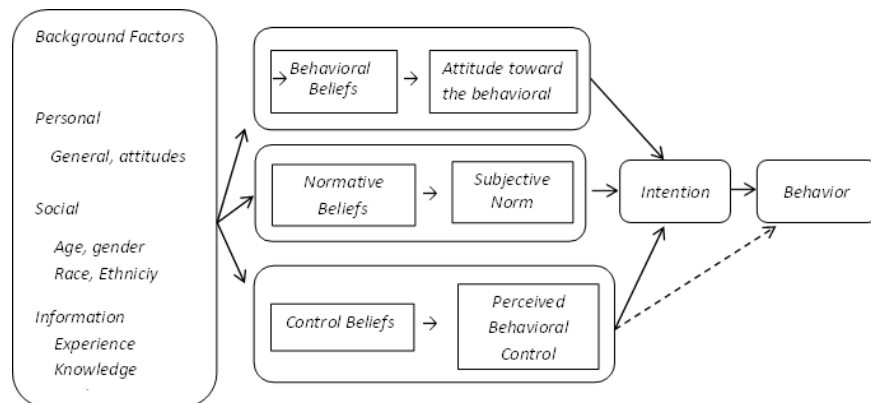 Background Factors
Personal
General, attitudes
Social
Age, gender
Race, Ethniciy
Information
Experience
Knowledge
Behavioral
Beliefs
Attitude toward
the behavioral
Normative
Beliefs
Subjective
Norm
Control Beliefs
Perceived
Behavioral
Control
Intention
Behavior